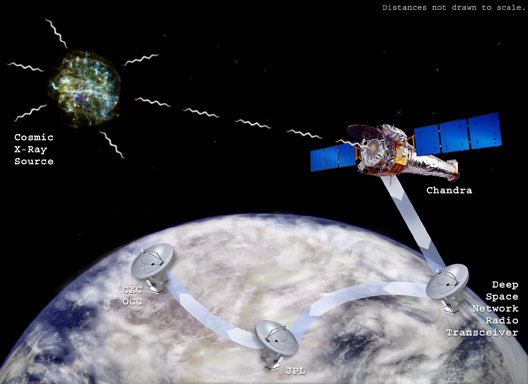 Distances not drawn to scale.
Cosmic
X-Ray
Source
Chandra
Deep
Space
Network
Radio
Transceiver
CXC
OCC
JPL